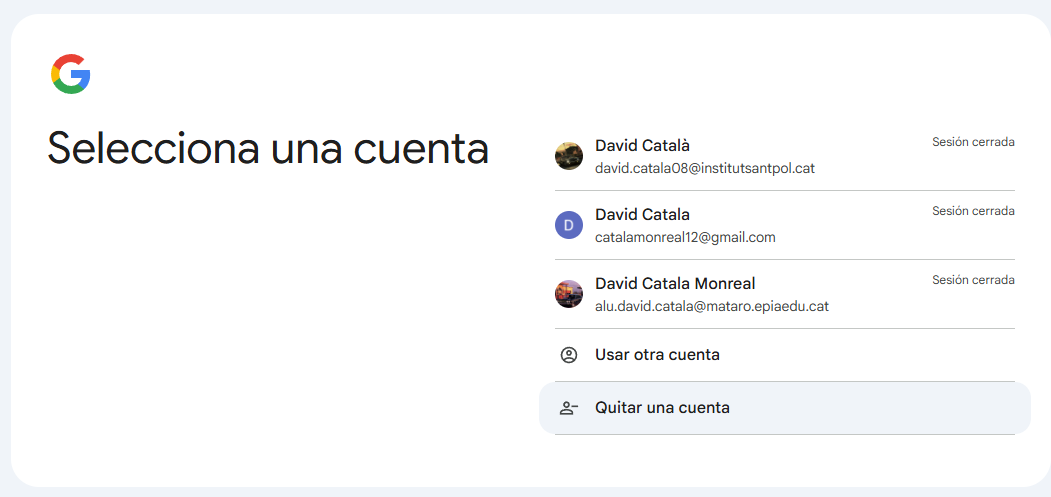 Selecciona una cuenta
David Català
david.catala08@institutsantpol.cat
Sesión cerrada
D
David Catala
catalamonreal12@gmail.com
Sesión cerrada
David Catala Monreal
alu.david.catala@mataro.epiaedu.cat
Sesión cerrada
Usar otra cuenta
Quitar una cuenta